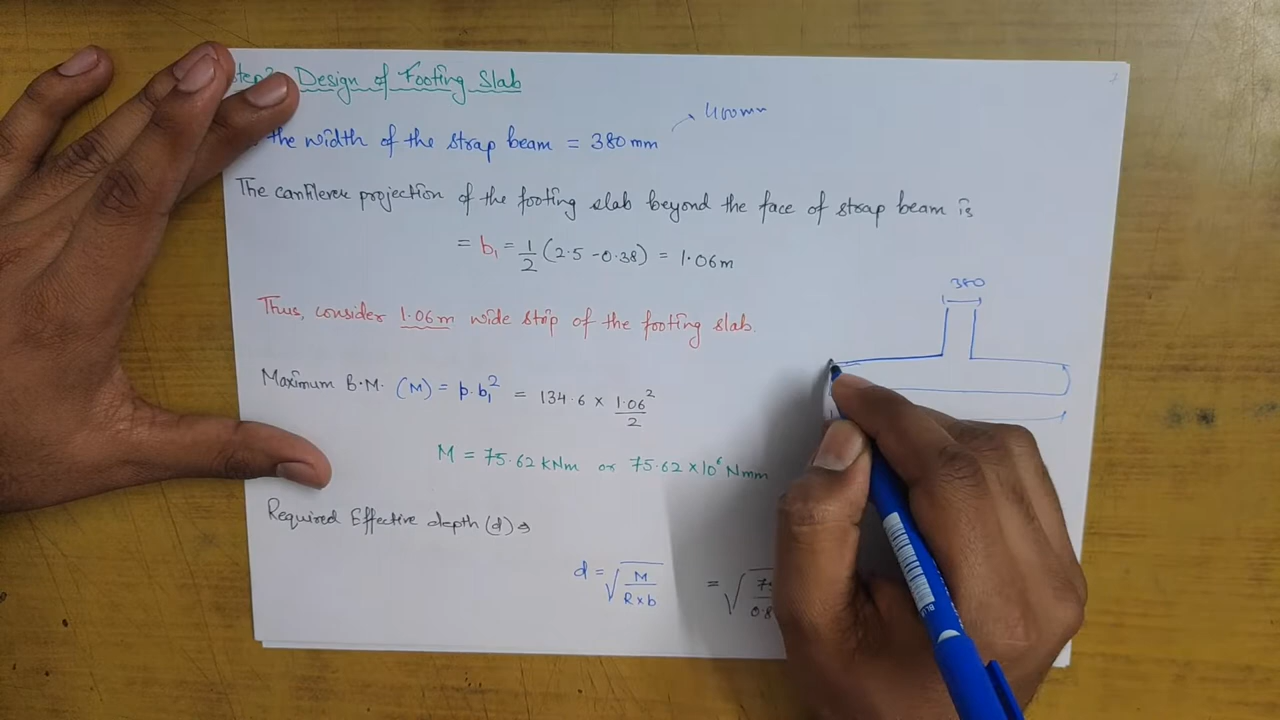 Step2: Design of Footing Slab
400mm
the width of the strap beam = 380 mm
The cantilever projection of the footing slab beyond the face of strap beam is
= b₁ = 1/2 (2.5 - 0.38) = 1.06m
380
Thus, consider 1.06m wide strip of the footing slab.
Maximum B.M. (M) = p.b₁² = 134.6 × 1.06²/2
M = 75.62 kNm or 75.62 × 10⁶ Nmm
Required Effective depth (d) →
d = √M/R×b = √